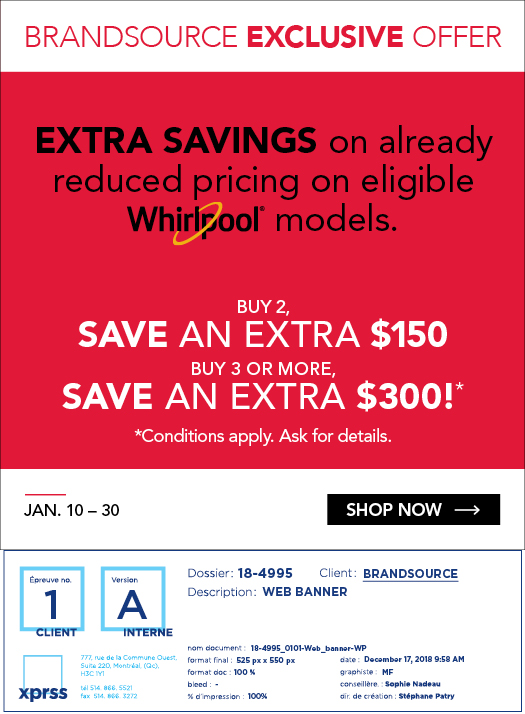 BRANDSOURCE EXCLUSIVE OFFER
EXTRA SAVINGS on already
reduced pricing on eligible
Whirlpool® models.
BUY 2,
SAVE AN EXTRA $150
BUY 3 OR MORE,
SAVE AN EXTRA $300!*
*Conditions apply. Ask for details.
JAN. 10 – 30
SHOP NOW
Épreuve no.
1
CLIENT
Version
A
INTERNE
Dossier: 18-4995 Client: BRANDSOURCE
Description: WEB BANNER
xprss
777, rue de la Commune Ouest,
Suite 220, Montréal, (Qc),
H3C 1Y1
tél 514. 866. 5521
fax 514. 866. 3272
nom document : 18-4995_0101-Web_banner-WP
format final : 525 px x 550 px
format doc : 100 %
bleed : -
% d'impression : 100%
date : December 17, 2018 9:58 AM
graphiste : MF
conseillère. : Sophie Nadeau
dir. de création : Stéphane Patry